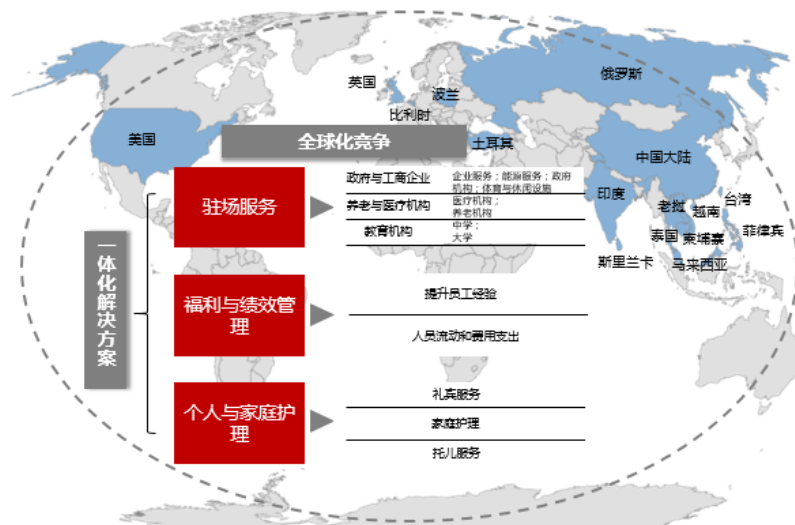 俄罗斯
英国
波兰
比利时
美国
全球化竞争
土耳其
中国大陆
印度
老挝
越南
台湾
泰国
柬埔寨
菲律宾
斯里兰卡
马来西亚
一体化解决方案
驻场服务
政府与工商企业
企业服务；能源服务；政府
机构；体育与休闲设施
养老与医疗机构
医疗机构；
养老机构
教育机构
中学；
大学
福利与绩效管
理
提升员工经验
人员流动和费用支出
个人与家庭护
理
礼宾服务
家庭护理
托儿服务